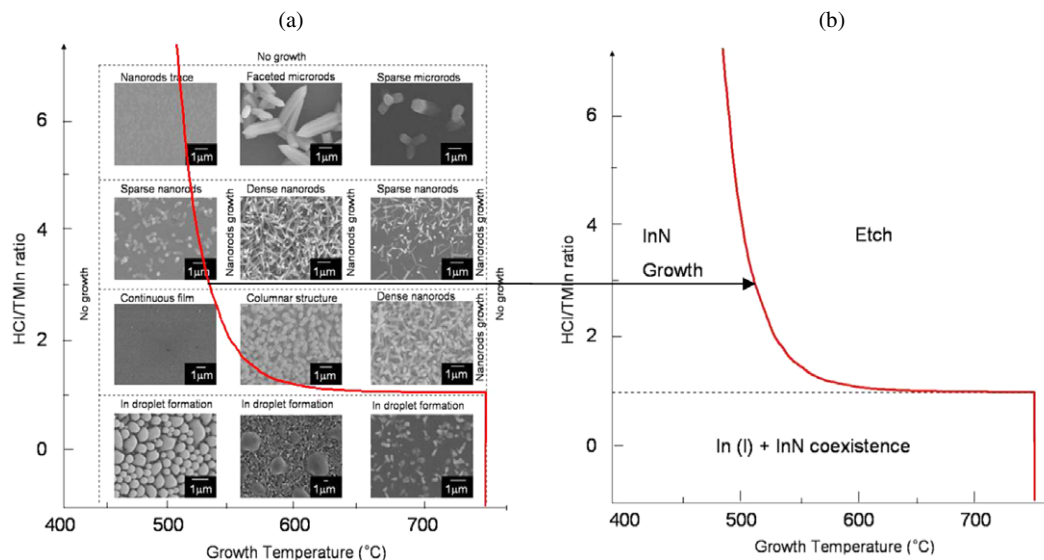 (a)
(b)
HCl/TMIn ratio
6
4
2
0
No growth
No growth
Nanorods trace
Faceted microrods
Sparse microrods
1μm
1μm
1μm
Sparse nanorods
Dense nanorods
Sparse nanorods
1μm
1μm
1μm
Nanorods growth
Nanorods growth
Nanorods growth
Continuous film
Columnar structure
Dense nanorods
1μm
1μm
1μm
Nanorods growth
No growth
In droplet formation
In droplet formation
In droplet formation
1μm
1μm
1μm
400
500
600
700
Growth Temperature (°C)
HCl/TMIn ratio
6
4
2
0
InN
Growth
Etch
In (l) + InN coexistence
400
500
600
700
Growth Temperature (°C)